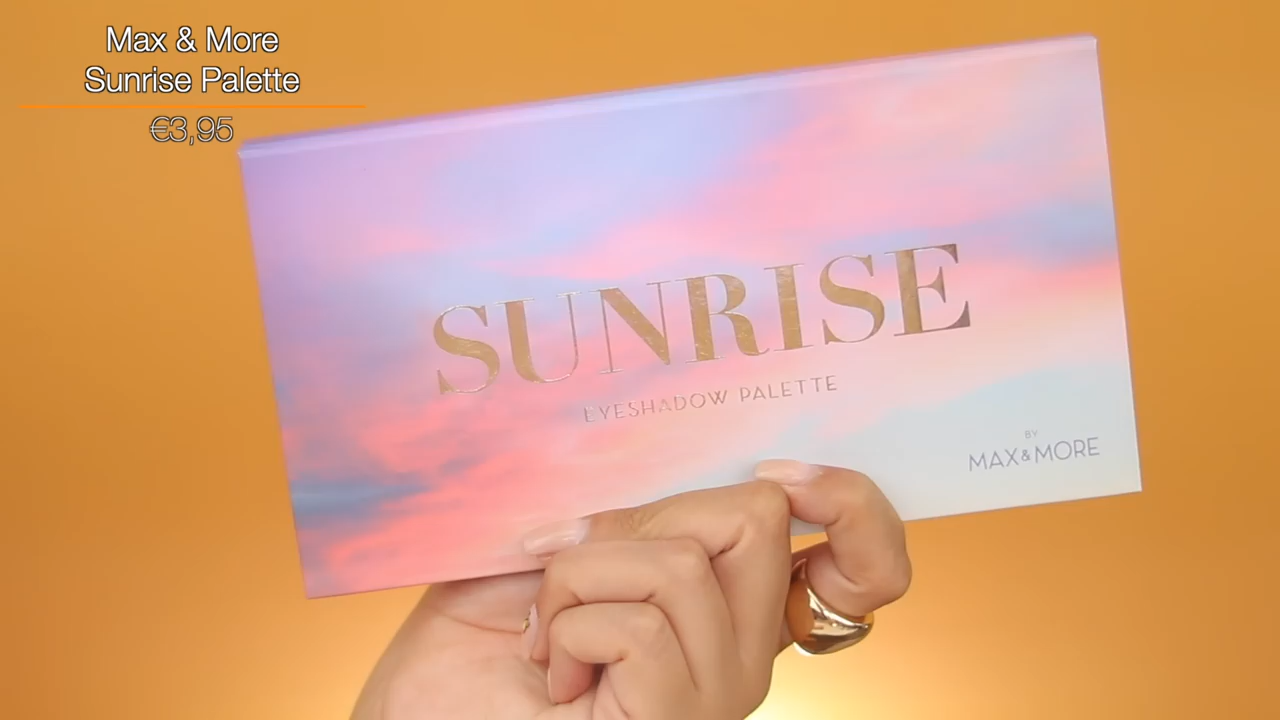 Max & More
Sunrise Palette
€3,95
SUNRISE
EYESHADOW PALETTE
BY
MAX & MORE